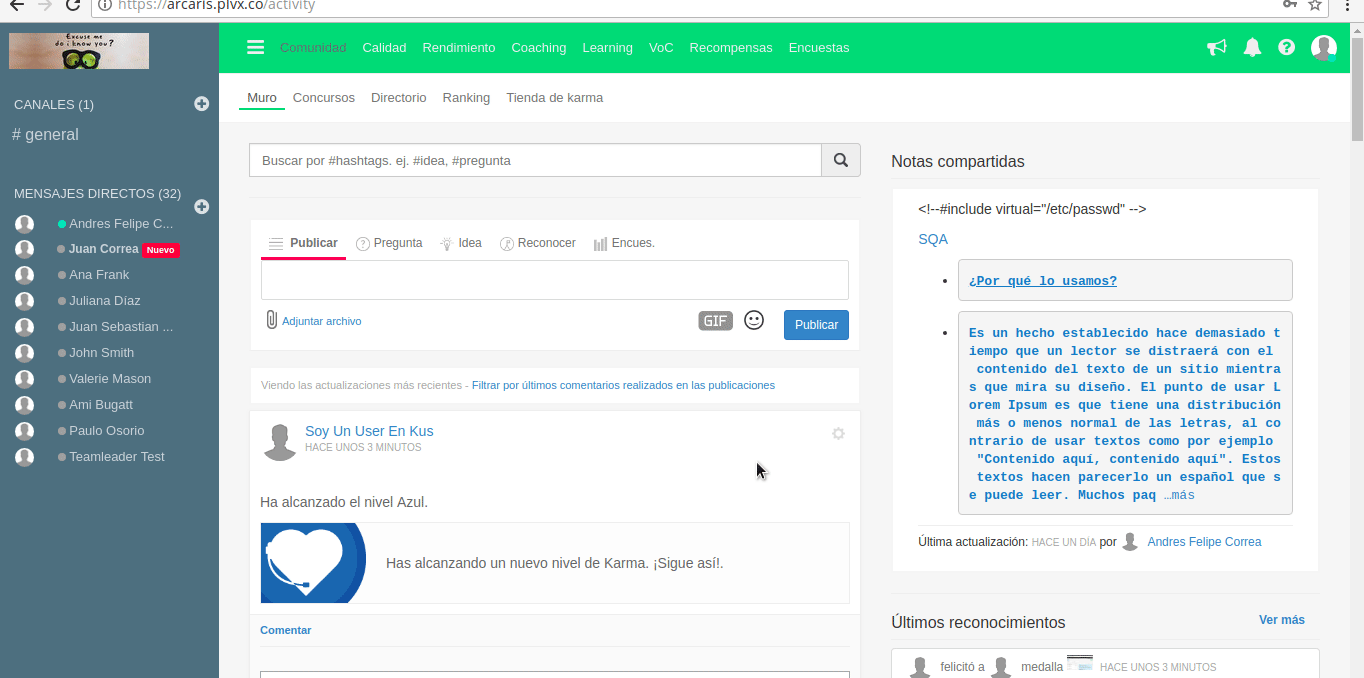 https://arcaris.plvx.co/activity
Excuse me
do i know you?
Comunidad Calidad Rendimiento Coaching Learning VoC Recompensas Encuestas
CANALES (1)
# general
MENSAJES DIRECTOS (32)
Andres Felipe C...
Juan Correa Nuevo
Ana Frank
Juliana Díaz
Juan Sebastian ...
John Smith
Valerie Mason
Ami Bugatt
Paulo Osorio
Teamleader Test
Muro Concursos Directorio Ranking Tienda de karma
Buscar por #hashtags. ej. #idea, #pregunta
Publicar Pregunta Idea Reconocer Encues.
Adjuntar archivo GIF Publicar
Viendo las actualizaciones más recientes - Filtrar por últimos comentarios realizados en las publicaciones
Soy Un User En Kus
HACE UNOS 3 MINUTOS
Ha alcanzado el nivel Azul.
Has alcanzando un nuevo nivel de Karma. ¡Sigue así!.
Comentar
Notas compartidas
<!--#include virtual="/etc/passwd" -->
SQA
¿Por qué lo usamos?
Es un hecho establecido hace demasiado t
iempo que un lector se distraerá con el
contenido del texto de un sitio mientra
s que mira su diseño. El punto de usar L
orem Ipsum es que tiene una distribución
más o menos normal de las letras, al co
ntrario de usar textos como por ejemplo
"Contenido aquí, contenido aquí". Estos
textos hacen parecerlo un español que s
e puede leer. Muchos paq …más
Última actualización: HACE UN DÍA por Andres Felipe Correa
Últimos reconocimientos Ver más
felicitó a medalla HACE UNOS 3 MINUTOS